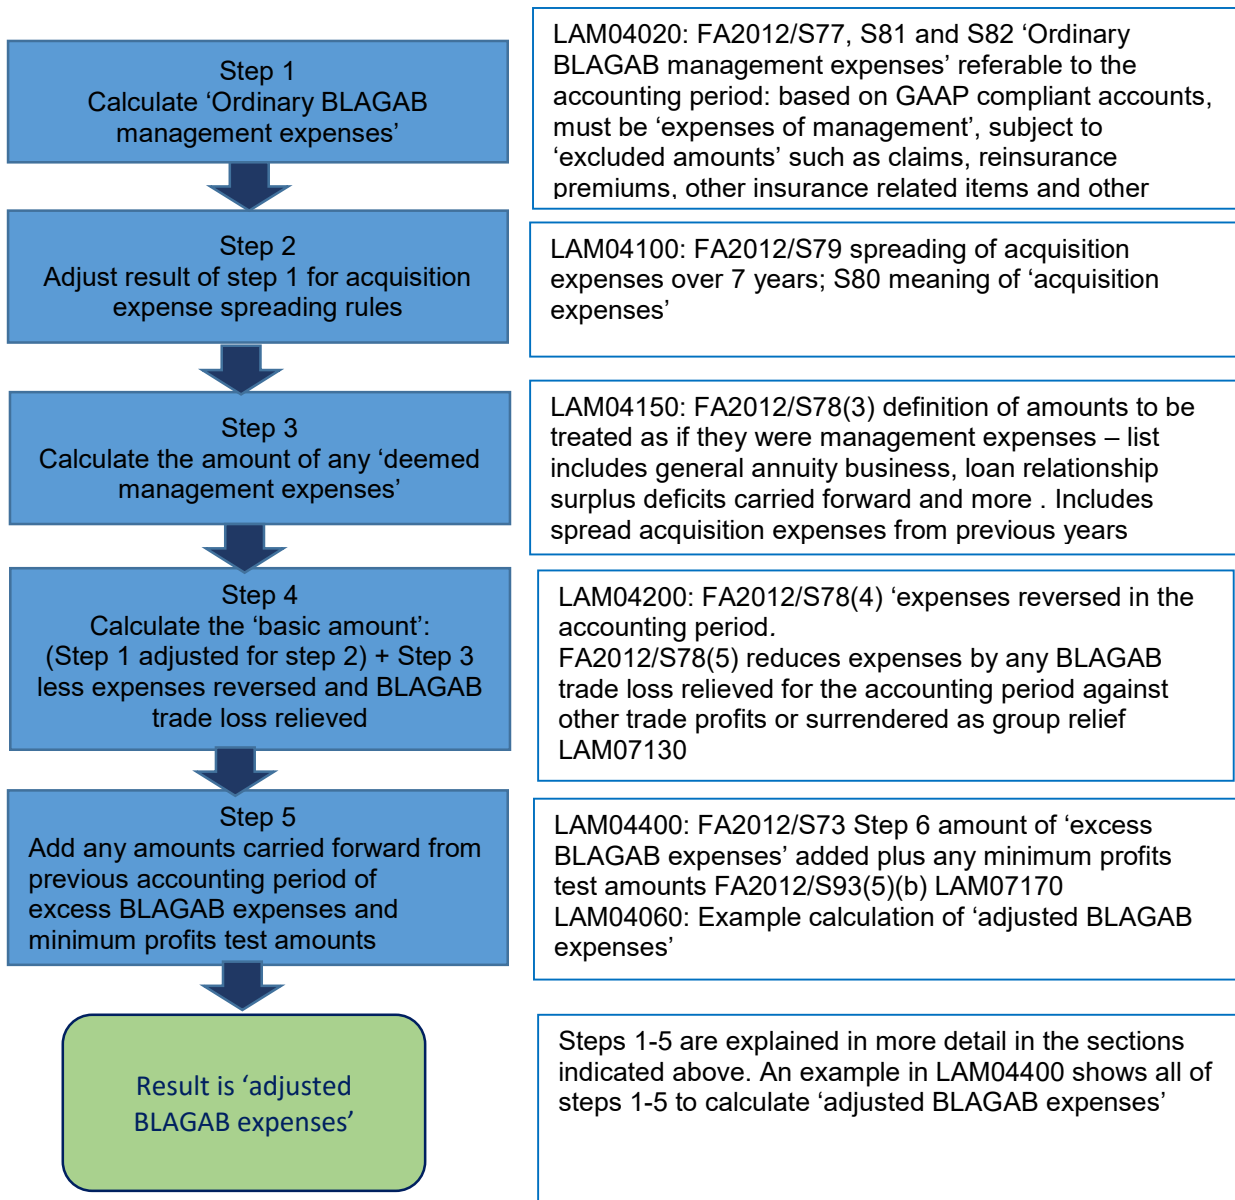 Step 1
Calculate ‘Ordinary BLAGAB
management expenses’
LAM04020: FA2012/S77, S81 and S82 ‘Ordinary
BLAGAB management expenses’ referable to the
accounting period: based on GAAP compliant accounts,
must be ‘expenses of management’, subject to
‘excluded amounts’ such as claims, reinsurance
premiums, other insurance related items and other
Step 2
Adjust result of step 1 for acquisition
expense spreading rules
LAM04100: FA2012/S79 spreading of acquisition
expenses over 7 years; S80 meaning of ‘acquisition
expenses’
Step 3
Calculate the amount of any ‘deemed
management expenses’
LAM04150: FA2012/S78(3) definition of amounts to be
treated as if they were management expenses – list
includes general annuity business, loan relationship
surplus deficits carried forward and more . Includes
spread acquisition expenses from previous years
Step 4
Calculate the ‘basic amount’:
(Step 1 adjusted for step 2) + Step 3
less expenses reversed and BLAGAB
trade loss relieved
LAM04200: FA2012/S78(4) ‘expenses reversed in the
accounting period.
FA2012/S78(5) reduces expenses by any BLAGAB
trade loss relieved for the accounting period against
other trade profits or surrendered as group relief
LAM07130
Step 5
Add any amounts carried forward from
previous accounting period of
excess BLAGAB expenses and
minimum profits test amounts
LAM04400: FA2012/S73 Step 6 amount of ‘excess
BLAGAB expenses’ added plus any minimum profits
test amounts FA2012/S93(5)(b) LAM07170
LAM04060: Example calculation of ‘adjusted BLAGAB
expenses’
Result is ‘adjusted
BLAGAB expenses’
Steps 1-5 are explained in more detail in the sections
indicated above. An example in LAM04400 shows all of
steps 1-5 to calculate ‘adjusted BLAGAB expenses’